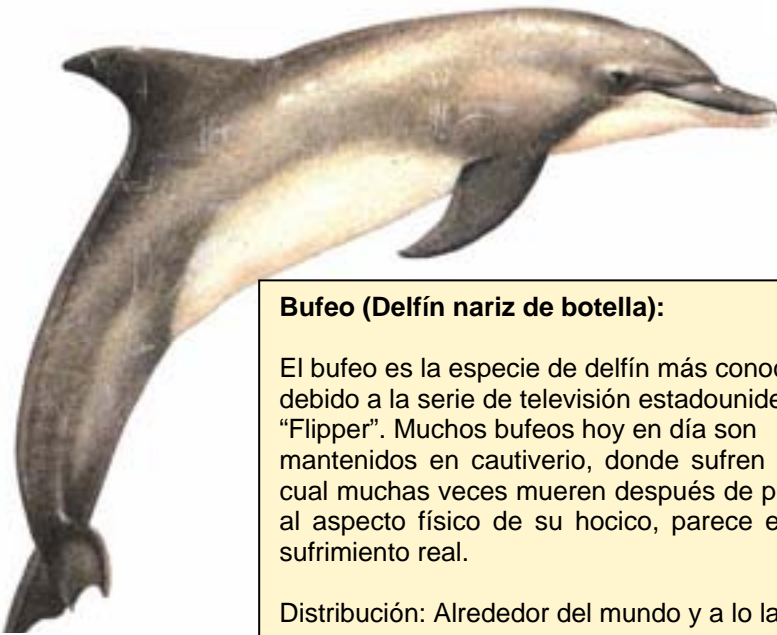 Bufeo (Delfín nariz de botella):
El bufeo es la especie de delfín más
debido a la serie de televisión
“Flipper”. Muchos bufeos hoy en día son
mantenidos en cautiverio, donde sufren
cual muchas veces mueren después de
al aspecto físico de su hocico, parece
sufrimiento real.
Distribución: Alrededor del mundo y a lo